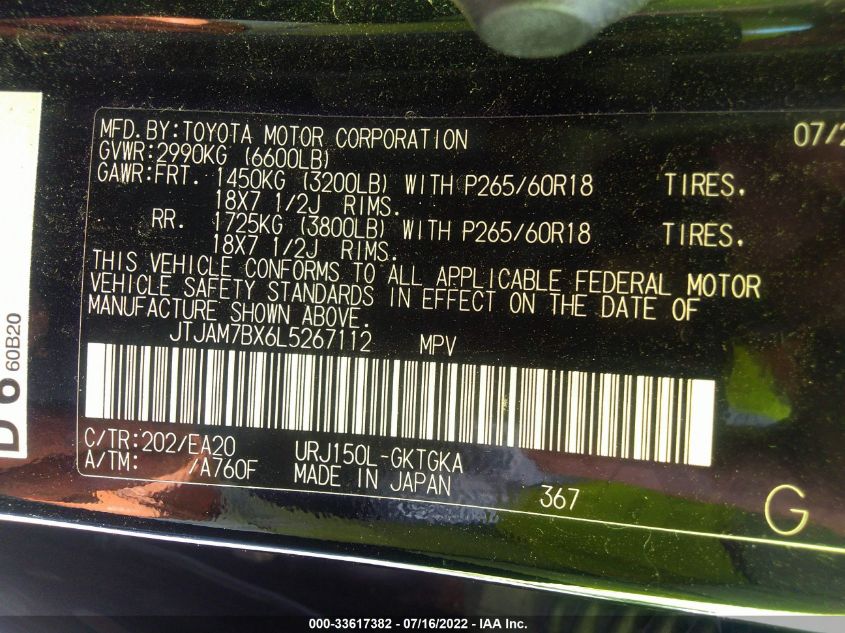 MFD.BY:TOYOTA MOTOR CORPORATION 07/2
GVWR:2990KG (6600LB)
GAWR:FRT. 1450KG (3200LB) WITH P265/60R18 TIRES.
18X7 1/2J RIMS.
RR. 1725KG (3800LB) WITH P265/60R18 TIRES.
18X7 1/2J RIMS.
THIS VEHICLE CONFORMS TO ALL APPLICABLE FEDERAL MOTOR
VEHICLE SAFETY STANDARDS IN EFFECT ON THE DATE OF
MANUFACTURE SHOWN ABOVE.
JTJAM7BX6L5267112 MPV
C/TR:202/EA20 URJ150L-GKTGKA
A/TM: /A760F MADE IN JAPAN 367
G
60B20
000-33617382 - 07/16/2022 - IAA Inc.